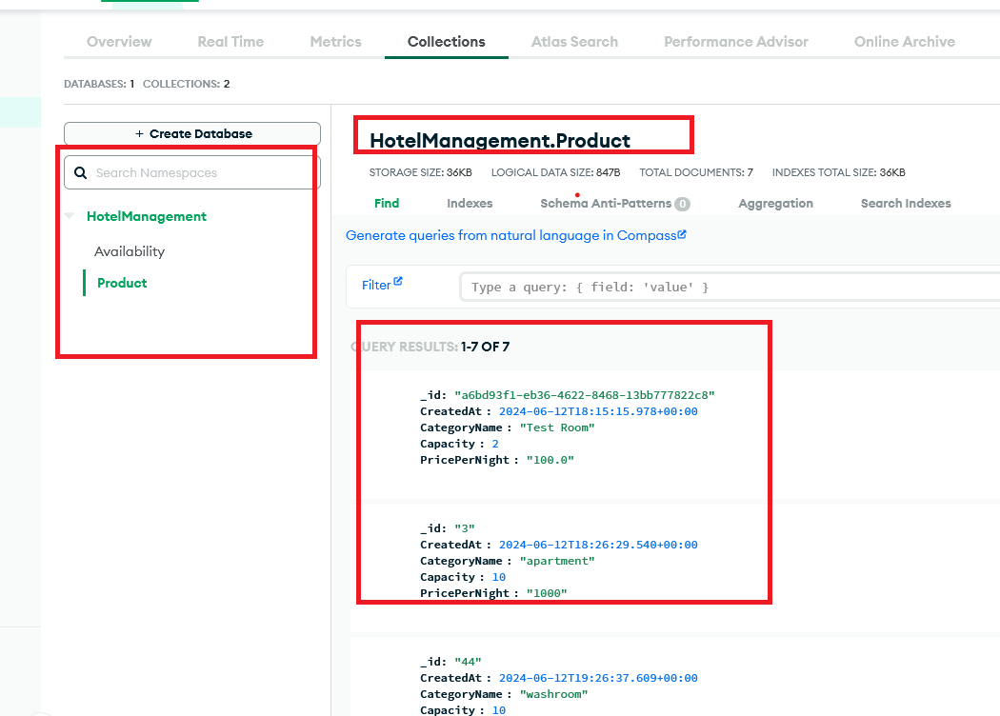 Overview Real Time Metrics Collections Atlas Search Performance Advisor Online Archive
DATABASES: 1 COLLECTIONS: 2
+ Create Database
Search Namespaces
HotelManagement
Availability
Product
HotelManagement.Product
STORAGE SIZE: 36KB LOGICAL DATA SIZE: 847B TOTAL DOCUMENTS: 7 INDEXES TOTAL SIZE: 36KB
Find Indexes Schema Anti-Patterns 0 Aggregation Search Indexes
Generate queries from natural language in Compass
Filter Type a query: { field: 'value' }
QUERY RESULTS: 1-7 OF 7
_id: "a6bd93f1-eb36-4622-8468-13bb777822c8"
CreatedAt : 2024-06-12T18:15:15.978+00:00
CategoryName : "Test Room"
Capacity : 2
PricePerNight : "100.0"
_id: "3"
CreatedAt : 2024-06-12T18:26:29.540+00:00
CategoryName : "apartment"
Capacity : 10
PricePerNight : "1000"
_id: "44"
CreatedAt : 2024-06-12T19:26:37.609+00:00
CategoryName : "washroom"
Capacity : 10